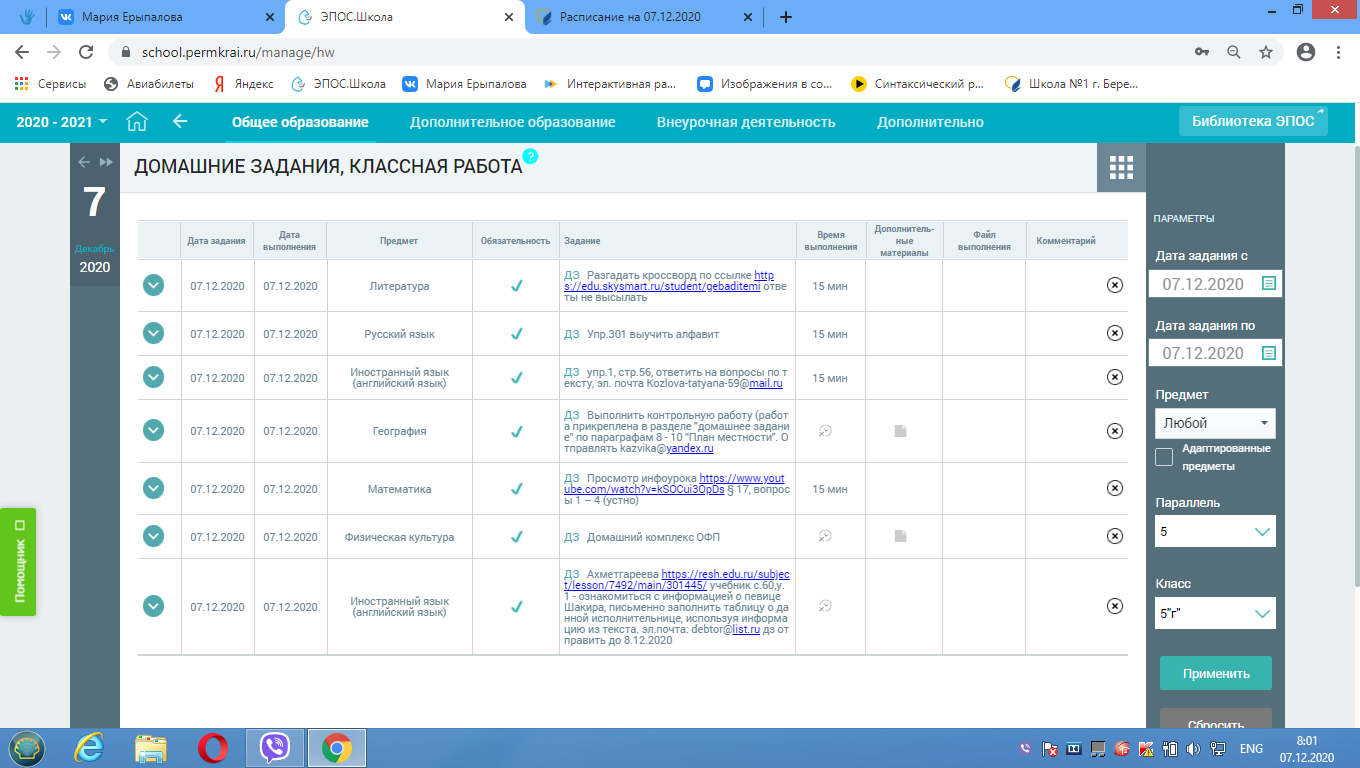 Мария Ерыпалова
ЭПОС.Школа
Расписание на 07.12.2020
school.permkrai.ru/manage/hw
Сервисы
Авиабилеты
Яндекс
ЭПОС.Школа
Мария Ерыпалова
Интерактивная ра...
Изображения в со...
Синтаксический р...
Школа №1 г. Бере...
2020 - 2021
Общее образование
Дополнительное образование
Внеурочная деятельность
Дополнительно
Библиотека ЭПОС
7
Декабрь
2020
ДОМАШНИЕ ЗАДАНИЯ, КЛАССНАЯ РАБОТА
?
Дата задания
Дата
выполнения
Предмет
Обязательность
Задание
Время
выполнения
Дополнитель-
ные
материалы
Файл
выполнения
Комментарий
07.12.2020
07.12.2020
Литература
ДЗ Разгадать кроссворд по ссылке http
s://edu.skysmart.ru/student/gebaditemi отве
ты не высылать
15 мин
07.12.2020
07.12.2020
Русский язык
ДЗ Упр.301 выучить алфавит
15 мин
07.12.2020
07.12.2020
Иностранный язык
(английский язык)
ДЗ упр.1, стр.56, ответить на вопросы по т
ексту, эл. почта Kozlova-tatyana-59@mail.ru
15 мин
07.12.2020
07.12.2020
География
ДЗ Выполнить контрольную работу (работ
а прикреплена в разделе "домашнее задани
е" по параграфам 8 - 10 "План местности". О
тправлять kazvika@yandex.ru
07.12.2020
07.12.2020
Математика
ДЗ Просмотр инфоурока https://www.yout
ube.com/watch?v=kSOCui3OpDs § 17, вопрос
ы 1 – 4 (устно)
15 мин
07.12.2020
07.12.2020
Физическая культура
ДЗ Домашний комплекс ОФП
07.12.2020
07.12.2020
Иностранный язык
(английский язык)
ДЗ Ахметгареева https://resh.edu.ru/subjec
t/lesson/7492/main/301445/ учебник с.60,у.
1 - ознакомиться с информацией о певице
Шакира, письменно заполнить таблицу о да
нной исполнительнице, используя информа
цию из текста. эл.почта: debtor@list.ru дз от
править до 8.12.2020
ПАРАМЕТРЫ
Дата задания с
07.12.2020
Дата задания по
07.12.2020
Предмет
Любой
Адаптированные
предметы
Параллель
5
Класс
5"г"
Применить
Сбросить
Помощник
ENG
8:01
07.12.2020